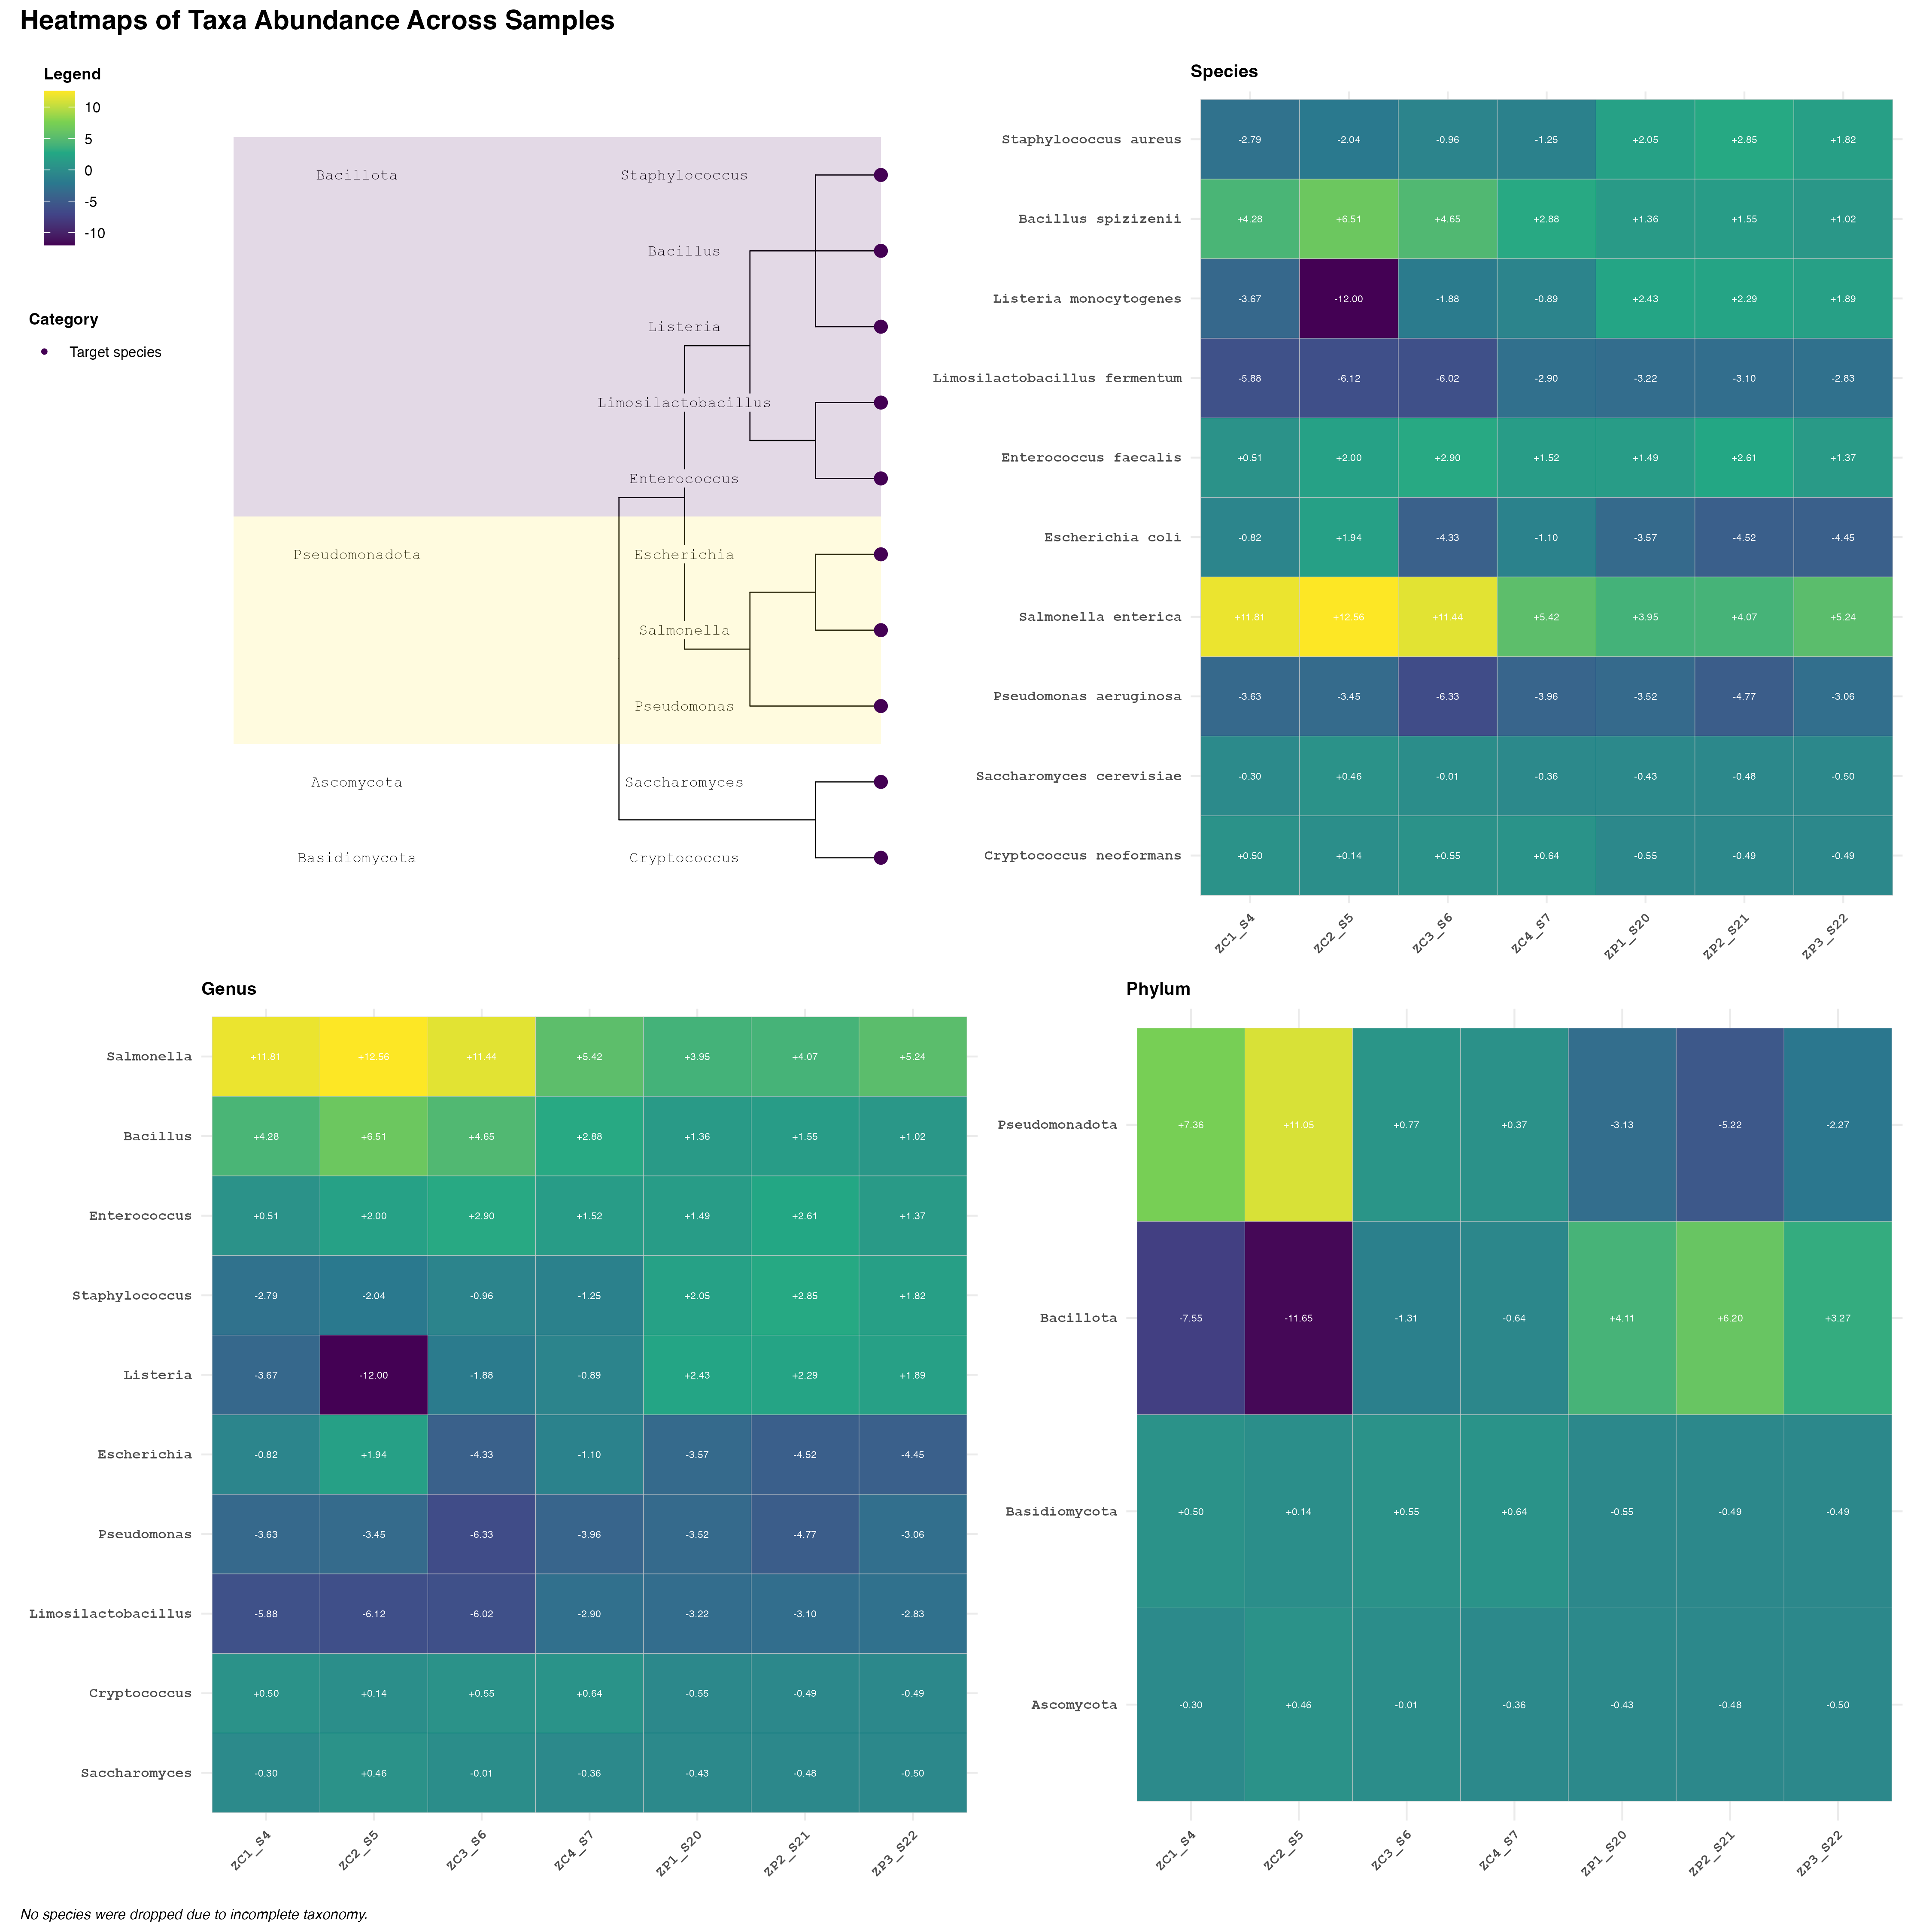 Heatmaps of Taxa Abundance Across Samples
Legend
10
5
0
-5
-10
Category
Target species
Bacillota Staphylococcus
Bacillus
Listeria
Limosilactobacillus
Enterococcus
Pseudomonadota Escherichia
Salmonella
Pseudomonas
Ascomycota Saccharomyces
Basidiomycota Cryptococcus
Species
Staphylococcus aureus -2.79 -2.04 -0.96 -1.25 +2.05 +2.85 +1.82
Bacillus spizizenii +4.28 +6.51 +4.65 +2.88 +1.36 +1.55 +1.02
Listeria monocytogenes -3.67 -12.00 -1.88 -0.89 +2.43 +2.29 +1.89
Limosilactobacillus fermentum -5.88 -6.12 -6.02 -2.90 -3.22 -3.10 -2.83
Enterococcus faecalis +0.51 +2.00 +2.90 +1.52 +1.49 +2.61 +1.37
Escherichia coli -0.82 +1.94 -4.33 -1.10 -3.57 -4.52 -4.45
Salmonella enterica +11.81 +12.56 +11.44 +5.42 +3.95 +4.07 +5.24
Pseudomonas aeruginosa -3.63 -3.45 -6.33 -3.96 -3.52 -4.77 -3.06
Saccharomyces cerevisiae -0.30 +0.46 -0.01 -0.36 -0.43 -0.48 -0.50
Cryptococcus neoformans +0.50 +0.14 +0.55 +0.64 -0.55 -0.49 -0.49
ZC1_S4 ZC2_S5 ZC3_S6 ZC4_S7 ZP1_S20 ZP2_S21 ZP3_S22
Genus
Salmonella +11.81 +12.56 +11.44 +5.42 +3.95 +4.07 +5.24
Bacillus +4.28 +6.51 +4.65 +2.88 +1.36 +1.55 +1.02
Enterococcus +0.51 +2.00 +2.90 +1.52 +1.49 +2.61 +1.37
Staphylococcus -2.79 -2.04 -0.96 -1.25 +2.05 +2.85 +1.82
Listeria -3.67 -12.00 -1.88 -0.89 +2.43 +2.29 +1.89
Escherichia -0.82 +1.94 -4.33 -1.10 -3.57 -4.52 -4.45
Pseudomonas -3.63 -3.45 -6.33 -3.96 -3.52 -4.77 -3.06
Limosilactobacillus -5.88 -6.12 -6.02 -2.90 -3.22 -3.10 -2.83
Cryptococcus +0.50 +0.14 +0.55 +0.64 -0.55 -0.49 -0.49
Saccharomyces -0.30 +0.46 -0.01 -0.36 -0.43 -0.48 -0.50
ZC1_S4 ZC2_S5 ZC3_S6 ZC4_S7 ZP1_S20 ZP2_S21 ZP3_S22
Phylum
Pseudomonadota +7.36 +11.05 +0.77 +0.37 -3.13 -5.22 -2.27
Bacillota -7.55 -11.65 -1.31 -0.64 +4.11 +6.20 +3.27
Basidiomycota +0.50 +0.14 +0.55 +0.64 -0.55 -0.49 -0.49
Ascomycota -0.30 +0.46 -0.01 -0.36 -0.43 -0.48 -0.50
ZC1_S4 ZC2_S5 ZC3_S6 ZC4_S7 ZP1_S20 ZP2_S21 ZP3_S22
No species were dropped due to incomplete taxonomy.